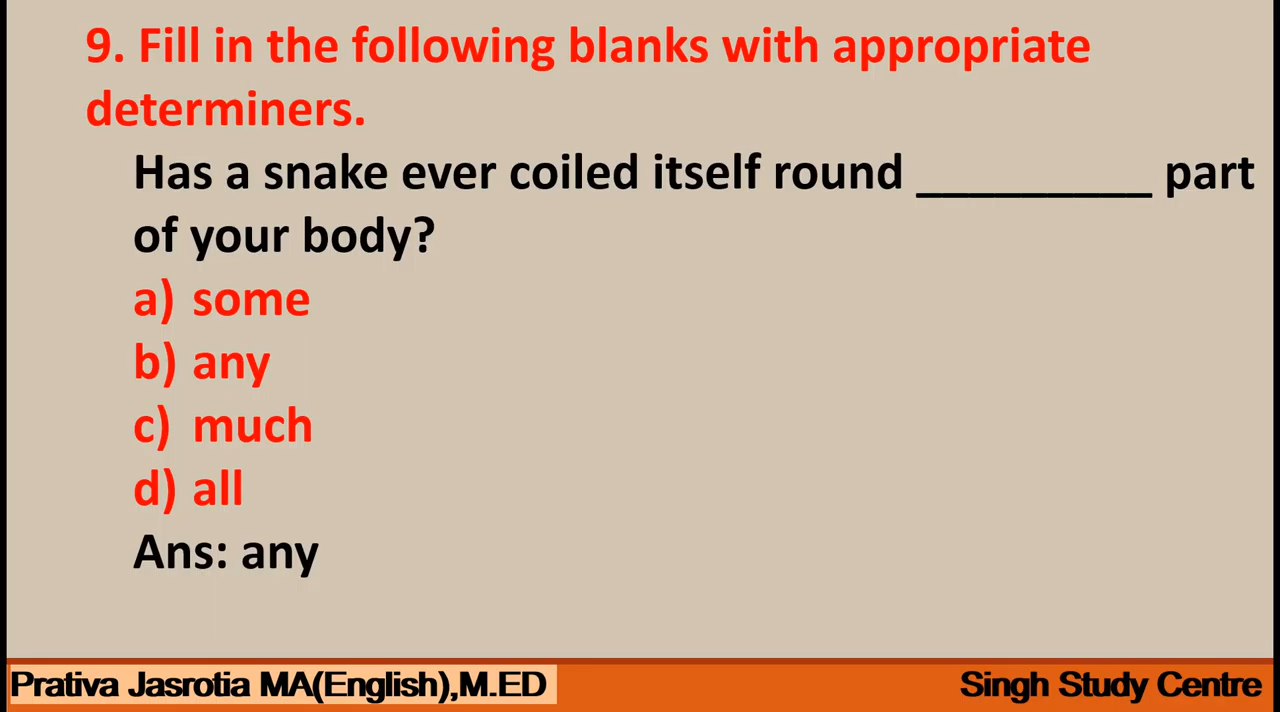 9. Fill in the following blanks with appropriate
determiners.
Has a snake ever coiled itself round _________ part
of your body?
a) some
b) any
c) much
d) all
Ans: any
Prativa Jasrotia MA(English),M.ED
Singh Study Centre